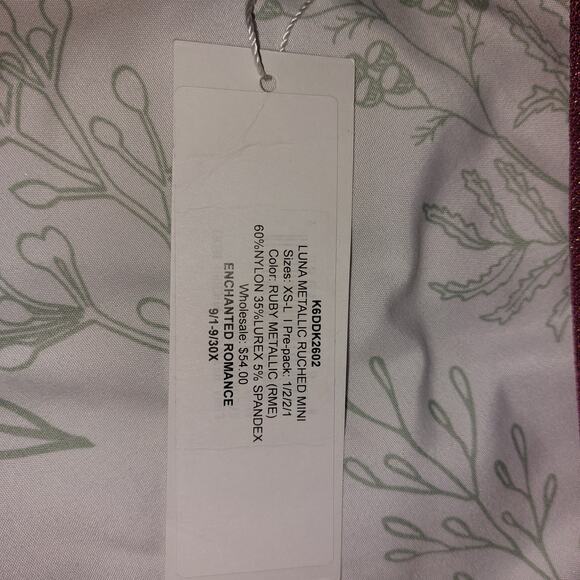 K6DDK2602
LUNA METALLIC RUCHED MINI
Sizes: XS-L | Pre-pack: 1/2/2/1
Color: RUBY METALLIC (RME)
60%NYLON 35%LUREX 5% SPANDEX
Wholesale: $54.00
ENCHANTED ROMANCE
9/1-9/30X